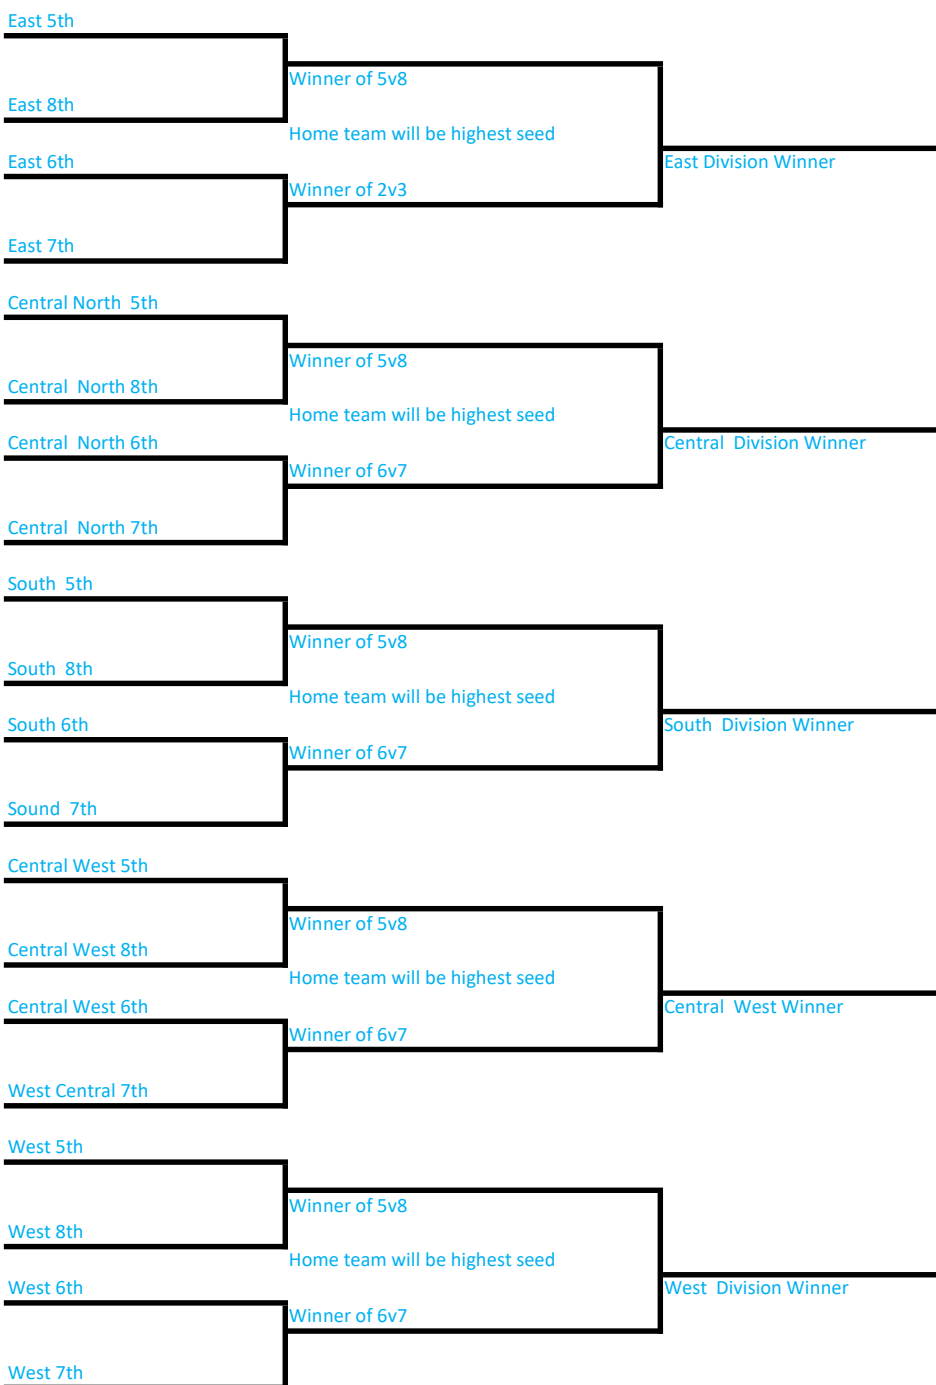 East 5th
Winner of 5v8
East 8th
Home team will be highest seed
East 6th
East Division Winner
Winner of 2v3
East 7th
Central North  5th
Winner of 5v8
Central  North 8th
Home team will be highest seed
Central  North 6th
Central  Division Winner
Winner of 6v7
Central  North 7th
South  5th
Winner of 5v8
South  8th
Home team will be highest seed
South 6th
South  Division Winner
Winner of 6v7
Sound  7th
Central West 5th
Winner of 5v8
Central West 8th
Home team will be highest seed
Central West 6th
Central  West Winner
Winner of 6v7
West Central 7th
West 5th
Winner of 5v8
West 8th
Home team will be highest seed
West 6th
West  Division Winner
Winner of 6v7
West 7th